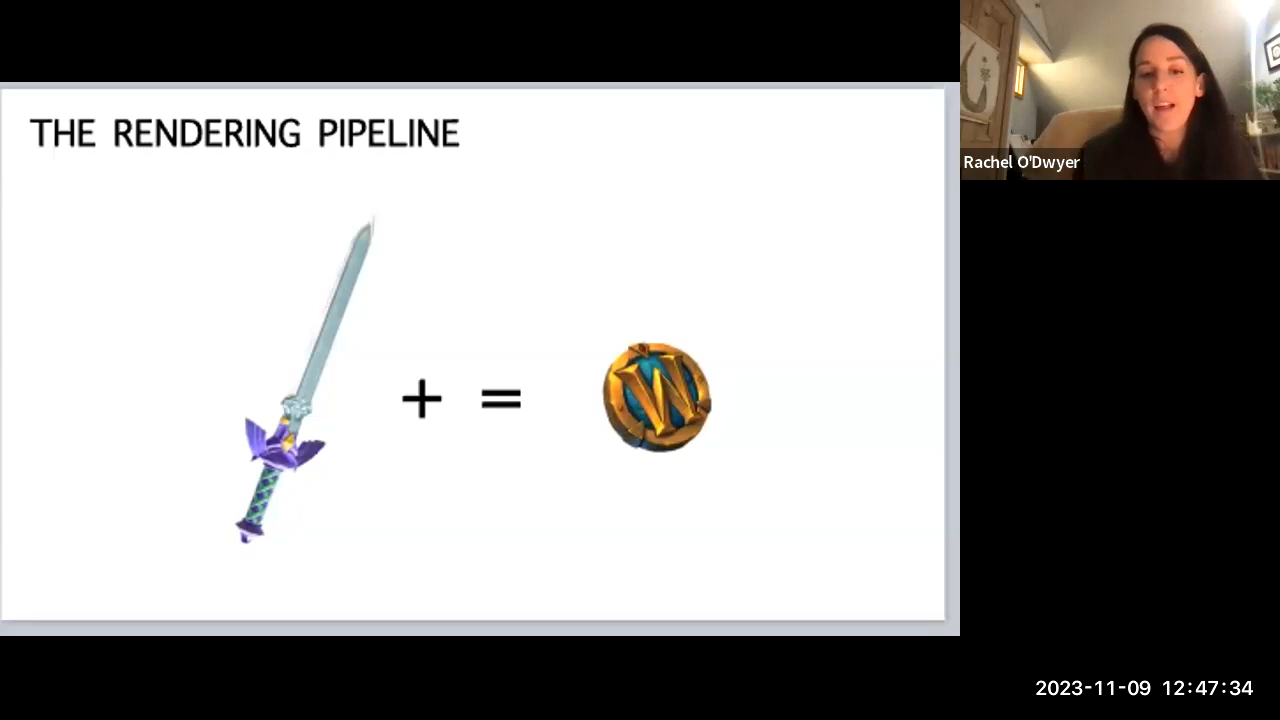 THE RENDERING PIPELINE
+ =
W
Rachel O'Dwyer
2023-11-09 12:47:34